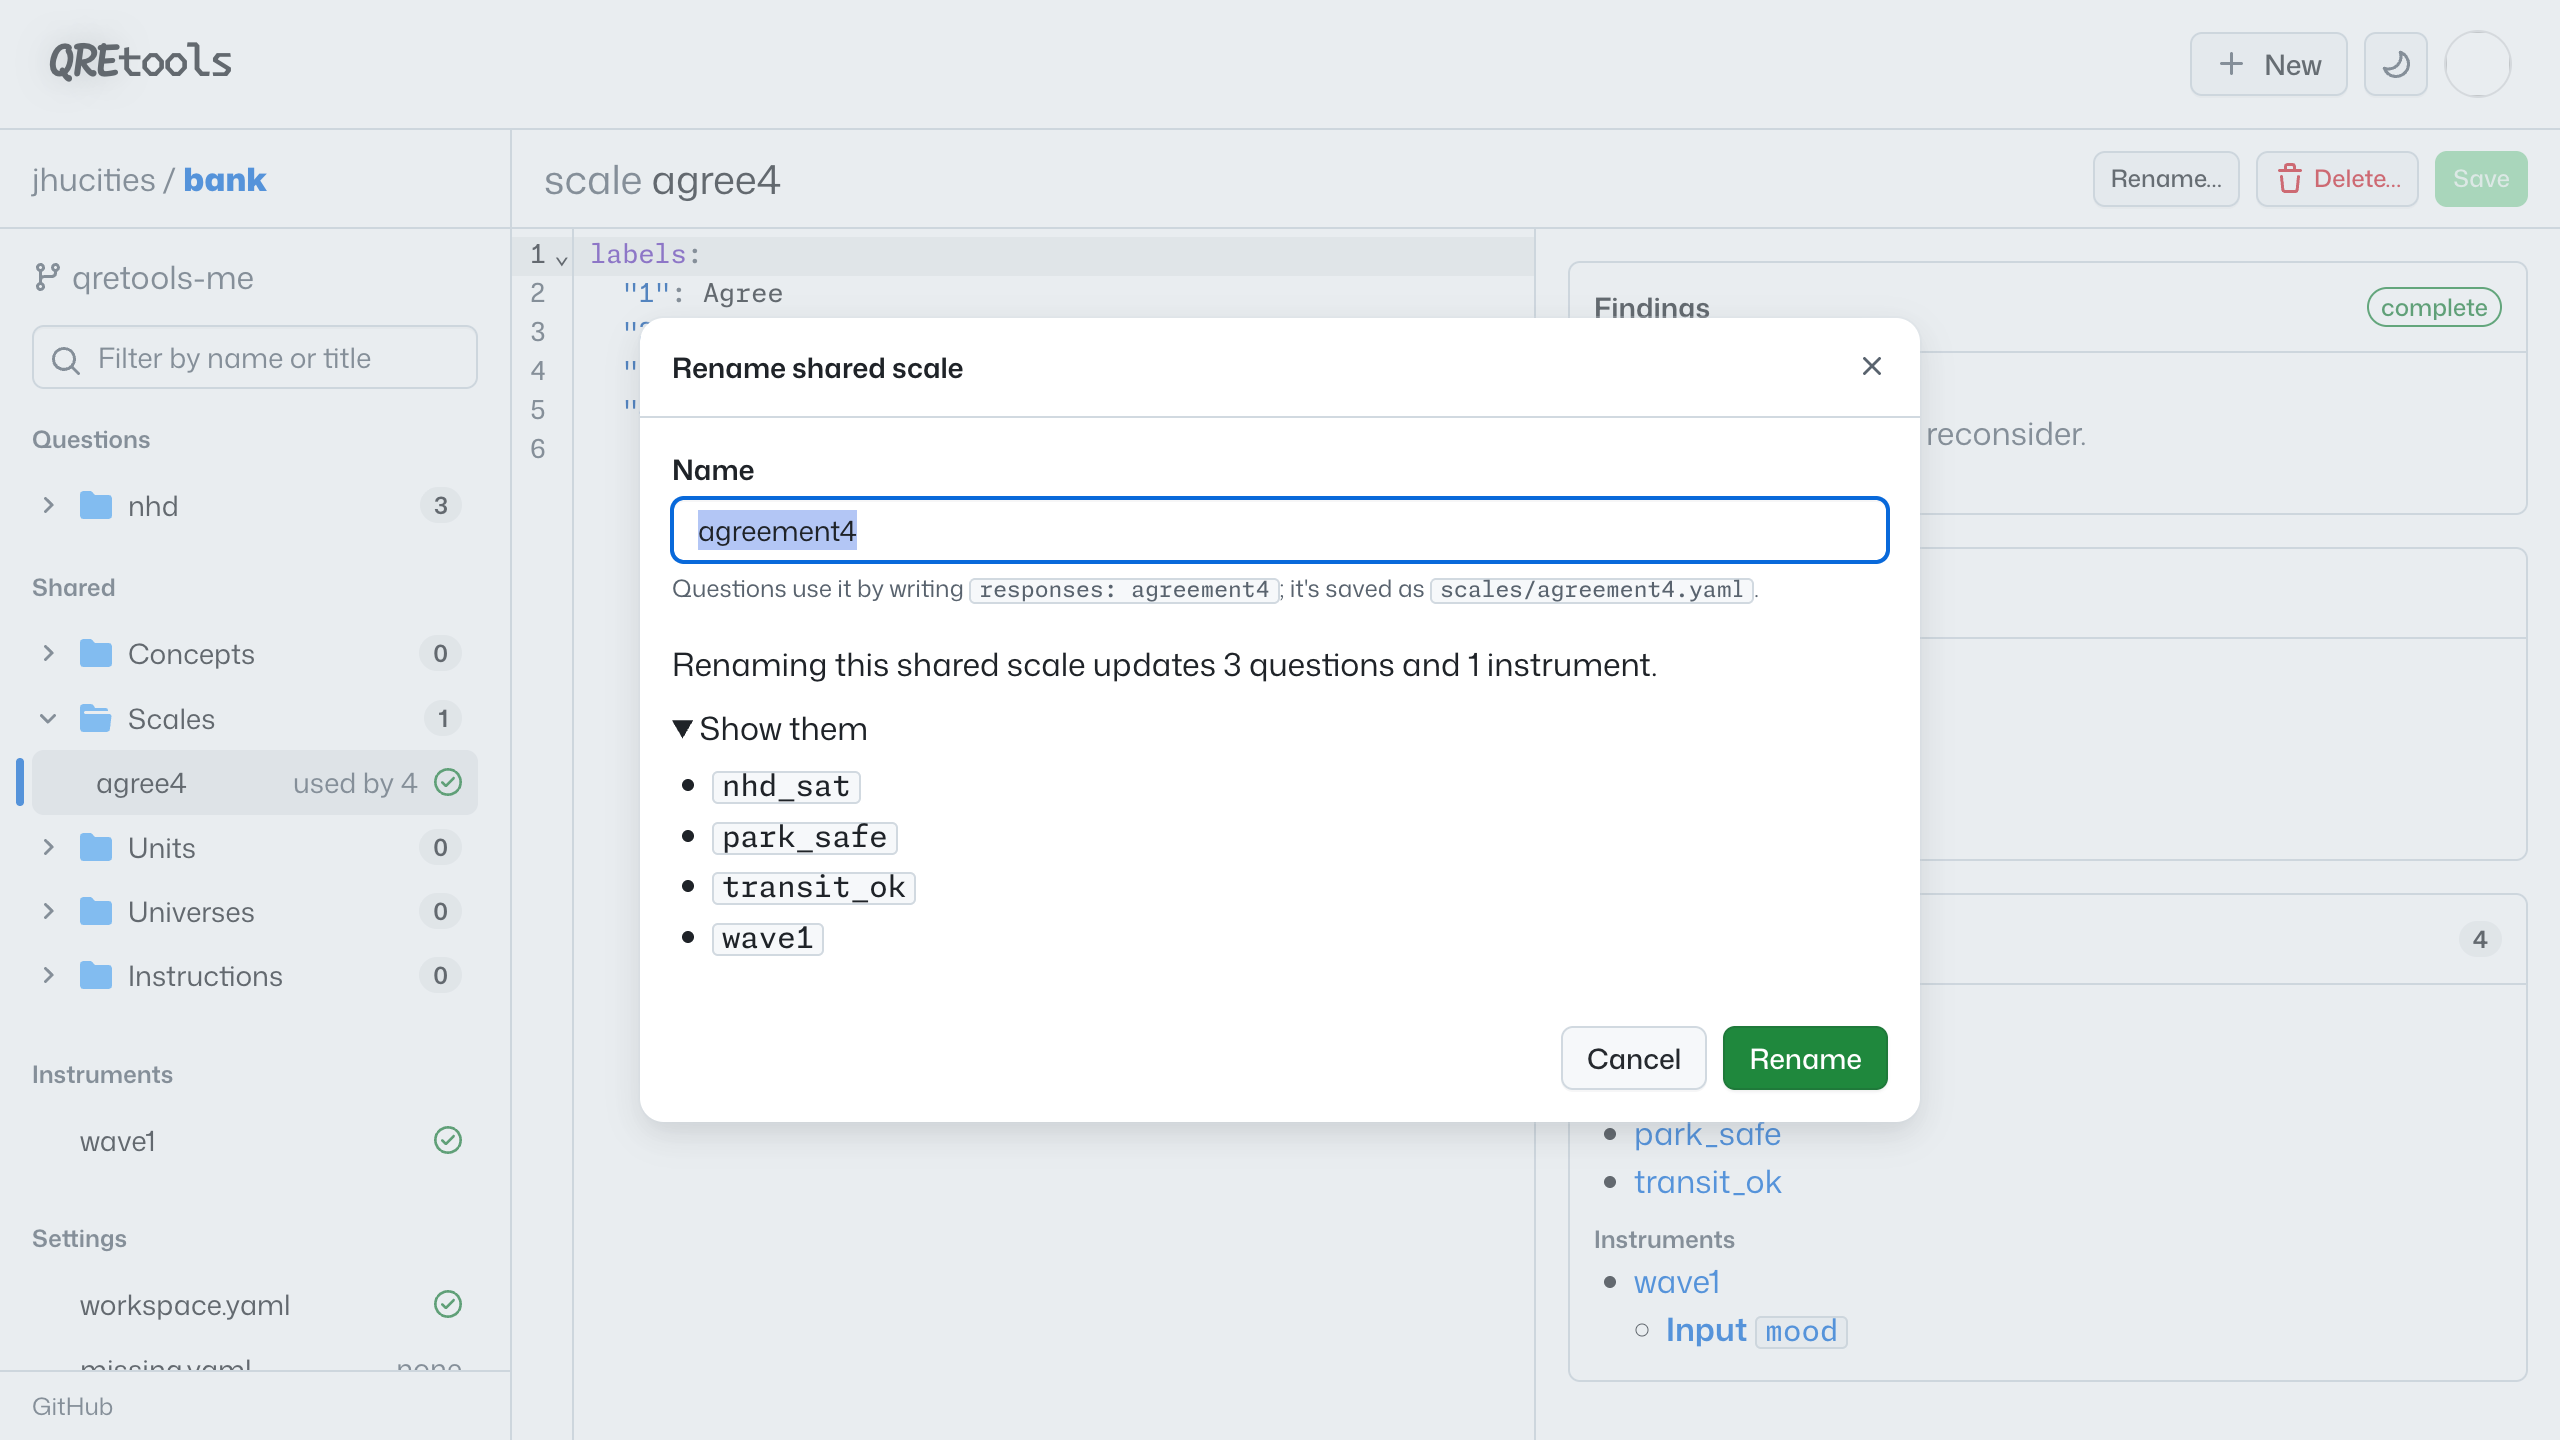 QREtools
New
jhucities / bank
scale agree4
Rename...
Delete...
Save
qretools-me
Filter by name or title
Questions
nhd 3
Shared
Concepts 0
Scales 1
agree4 used by 4
Units 0
Universes 0
Instructions 0
Instruments
wave1
Settings
workspace.yaml
missing.yaml none
GitHub
1 labels:
2 "1": Agree
3 "
4 "
5 "
6
Findings complete
reconsider.
Rename shared scale
Name
agreement4
Questions use it by writing responses: agreement4; it's saved as scales/agreement4.yaml.
Renaming this shared scale updates 3 questions and 1 instrument.
Show them
nhd_sat
park_safe
transit_ok
wave1
Cancel
Rename
4
park_safe
transit_ok
Instruments
wave1
Input mood